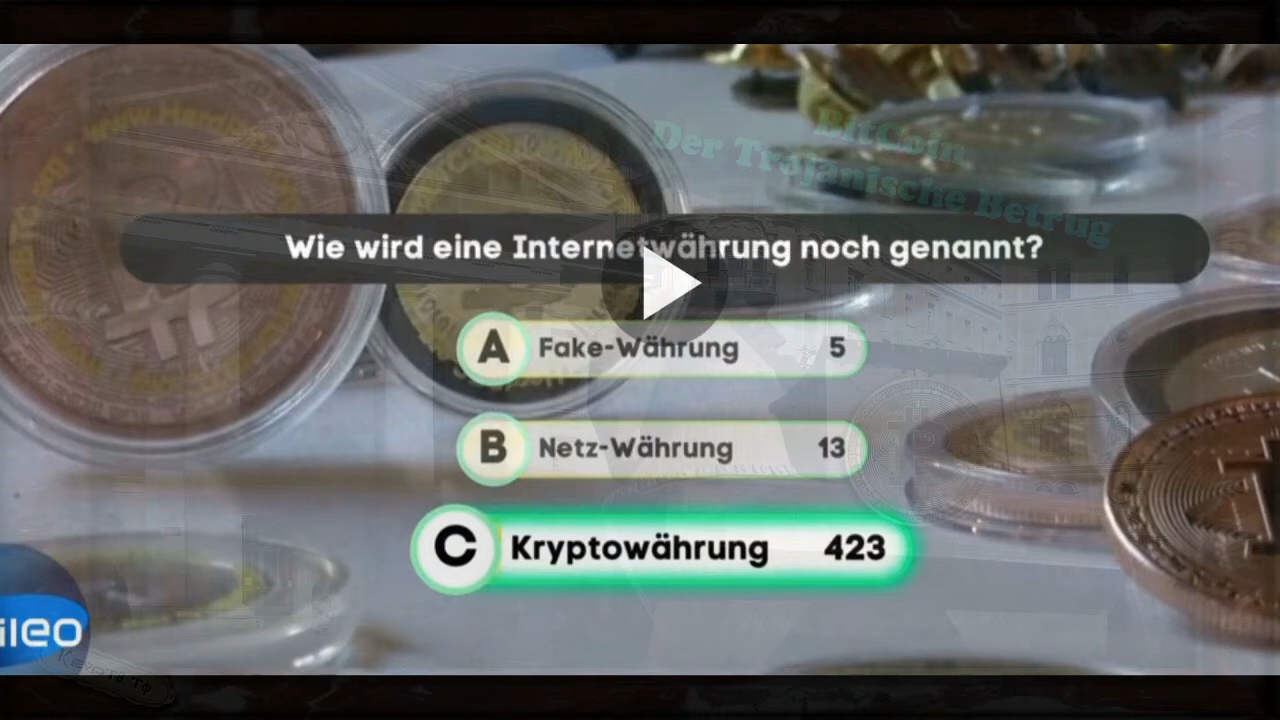 BitCoin
Der Trojanische Betrug
Wie wird eine Internetwährung noch genannt?
A Fake-Währung 5
B Netz-Währung 13
C Kryptowährung 423
ileo